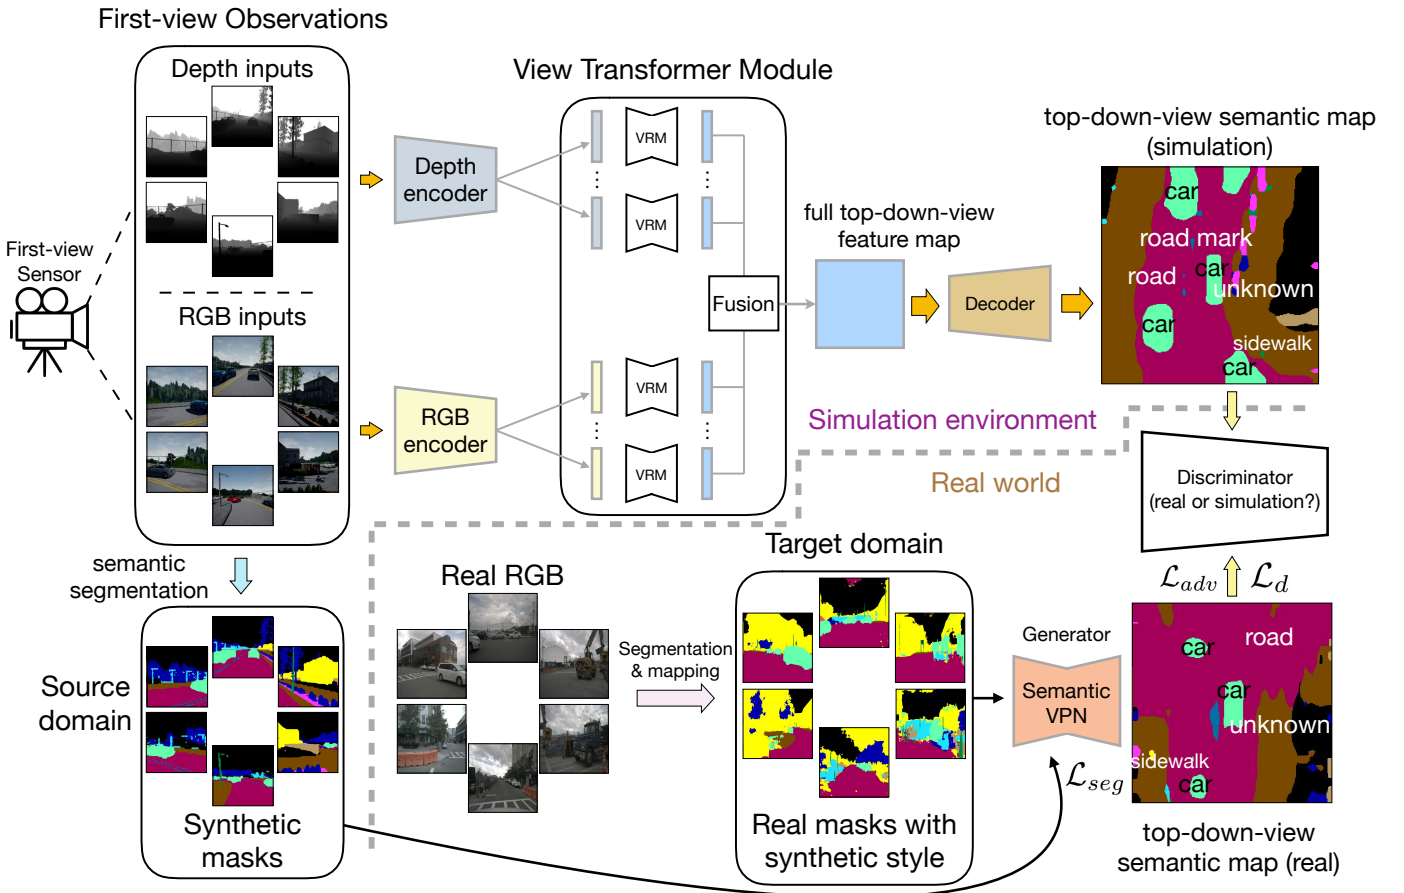 First-view Observations
Depth inputs
First-view
Sensor
RGB inputs
View Transformer Module
Depth
encoder
RGB
encoder
VRM
VRM
VRM
VRM
Fusion
full top-down-view
feature map
Decoder
top-down-view semantic map
(simulation)
car
road mark
road
car
unknown
car
sidewalk
car
Simulation environment
Real world
Discriminator
(real or simulation?)
semantic
segmentation
Source
domain
Synthetic
masks
Real RGB
Segmentation
& mapping
Target domain
Real masks with
synthetic style
Generator
Semantic
VPN
ℒadv ℒd
ℒseg
car
road
car
unknown
sidewalk
car
top-down-view
semantic map (real)